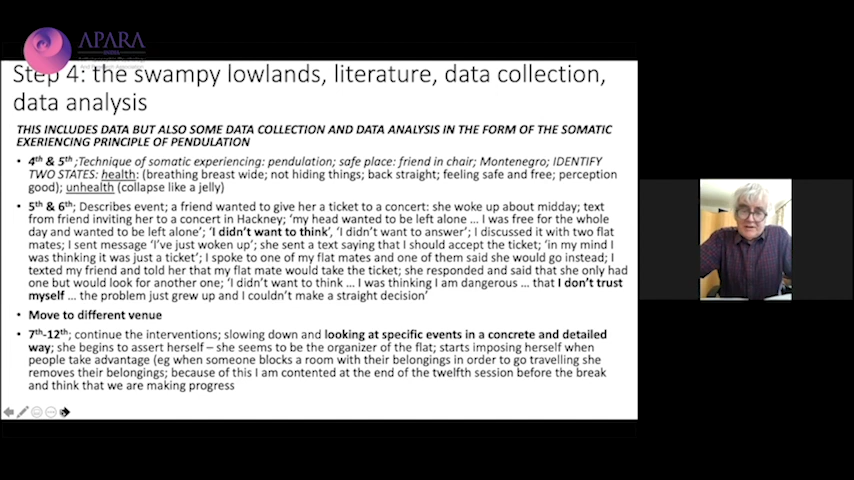 APARA
Step 4: the swampy lowlands, literature, data collection,
data analysis
THIS INCLUDES DATA BUT ALSO SOME DATA COLLECTION AND DATA ANALYSIS IN THE FORM OF THE SOMATIC
EXERIENCING PRINCIPLE OF PENDULATION
• 4th & 5th ;Technique of somatic experiencing: pendulation; safe place: friend in chair; Montenegro; IDENTIFY
TWO STATES: health: (breathing breast wide; not hiding things; back straight; feeling safe and free; perception
good); unhealth (collapse like a jelly)
• 5th & 6th; Describes event; a friend wanted to give her a ticket to a concert: she woke up about midday; text
from friend inviting her to a concert in Hackney; 'my head wanted to be left alone ... I was free for the whole
day and wanted to be left alone'; 'I didn't want to think', 'I didn't want to answer'; I discussed it with two flat
mates; I sent message 'I've just woken up'; she sent a text saying that I should accept the ticket; 'in my mind I
was thinking it was just a ticket'; I spoke to one of my flat mates and one of them said she would go instead; I
texted my friend and told her that my flat mate would take the ticket; she responded and said that she only had
one but would look for another one; 'I didn't want to think ... I was thinking I am dangerous ... that I don't trust
myself ... the problem just grew up and I couldn't make a straight decision'
• Move to different venue
• 7th-12th; continue the interventions; slowing down and looking at specific events in a concrete and detailed
way; she begins to assert herself – she seems to be the organizer of the flat; starts imposing herself when
people take advantage (eg when someone blocks a room with their belongings in order to go travelling she
removes their belongings; because of this I am contented at the end of the twelfth session before the break
and think that we are making progress